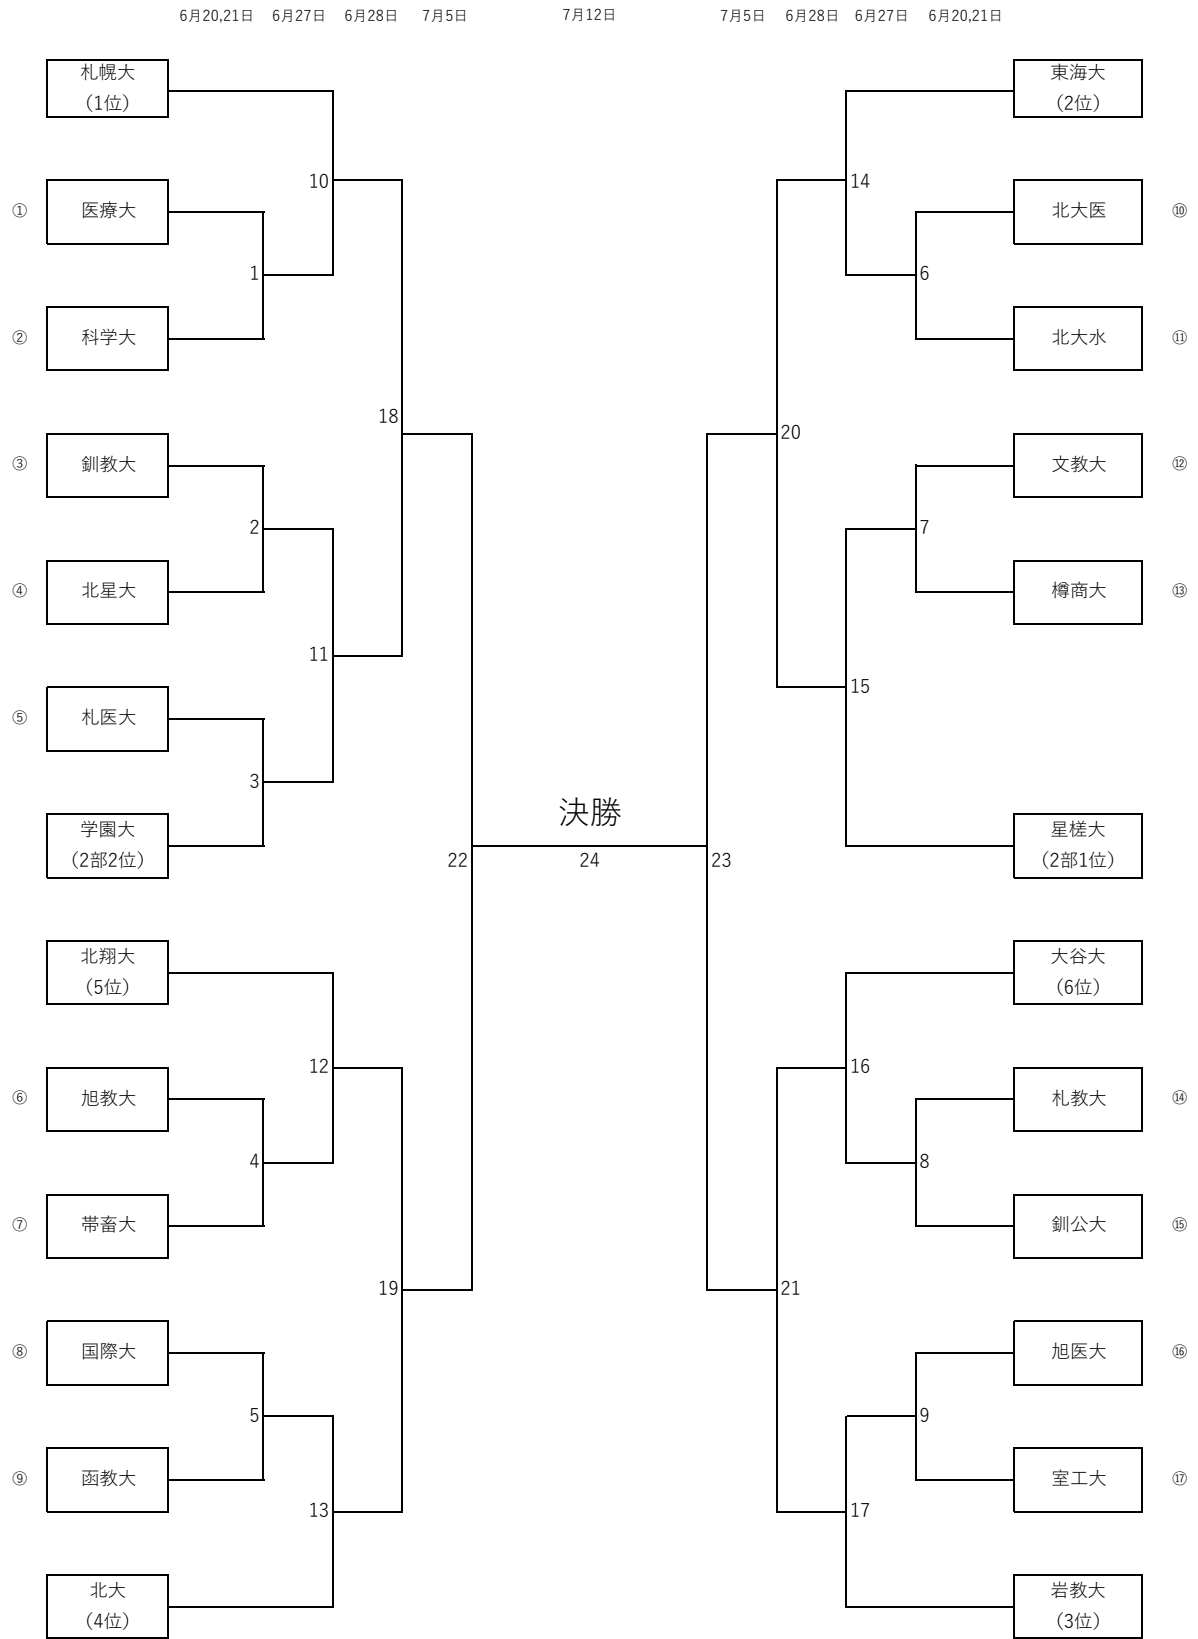 6月20,21日 6月27日 6月28日 7月5日 7月12日 7月5日 6月28日 6月27日 6月20,21日
札幌大
（1位）
東海大
（2位）
10
14
① 医療大
北大医 ⑩
1
6
② 科学大
北大水 ⑪
18
20
③ 釧教大
文教大 ⑫
2
7
④ 北星大
樽商大 ⑬
11
15
⑤ 札医大
3
決勝
学園大
（2部2位）
星槎大
（2部1位）
22 24 23
北翔大
（5位）
大谷大
（6位）
12
16
⑥ 旭教大
札教大 ⑭
4
8
⑦ 帯畜大
釧公大 ⑮
19
21
⑧ 国際大
旭医大 ⑯
5
9
⑨ 函教大
室工大 ⑰
13
17
北大
（4位）
岩教大
（3位）